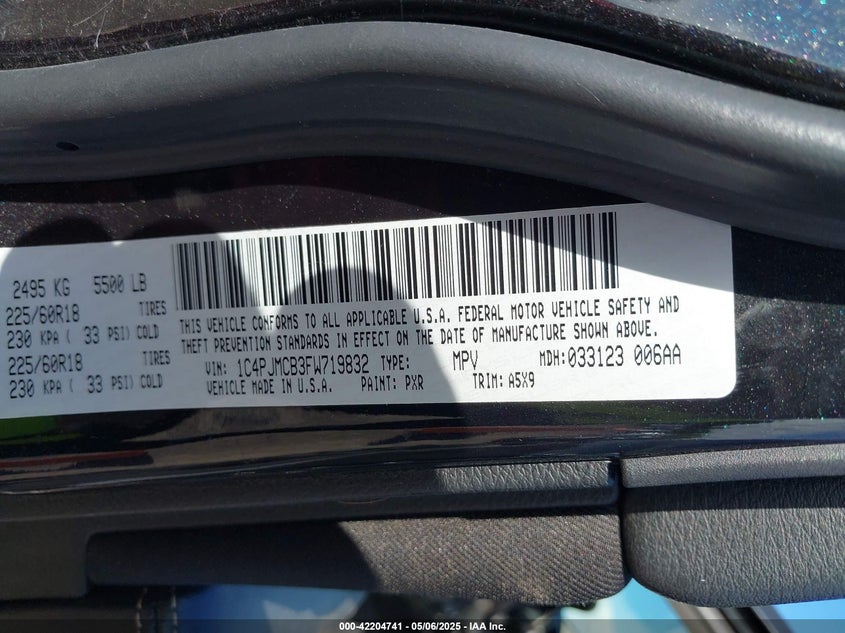 2495 KG 5500 LB
225/60R18 TIRES
230 KPA ( 33 PSI) COLD
225/60R18 TIRES
230 KPA ( 33 PSI) COLD
THIS VEHICLE CONFORMS TO ALL APPLICABLE U.S.A. FEDERAL MOTOR VEHICLE SAFETY AND
THEFT PREVENTION STANDARDS IN EFFECT ON THE DATE OF MANUFACTURE SHOWN ABOVE.
VIN: 1C4PJMCB3FW719832 TYPE: MPV MDH: 033123 006AA
VEHICLE MADE IN U.S.A. PAINT: PXR TRIM: A5X9
000-42204741 - 05/06/2025 - IAA Inc.